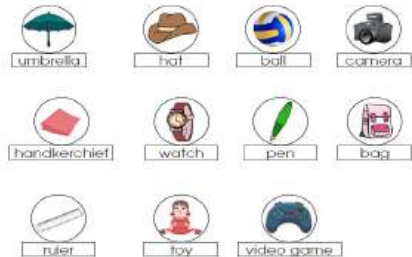 umbrella hat ball camera
handkerchief watch pen bag
ruler toy video game